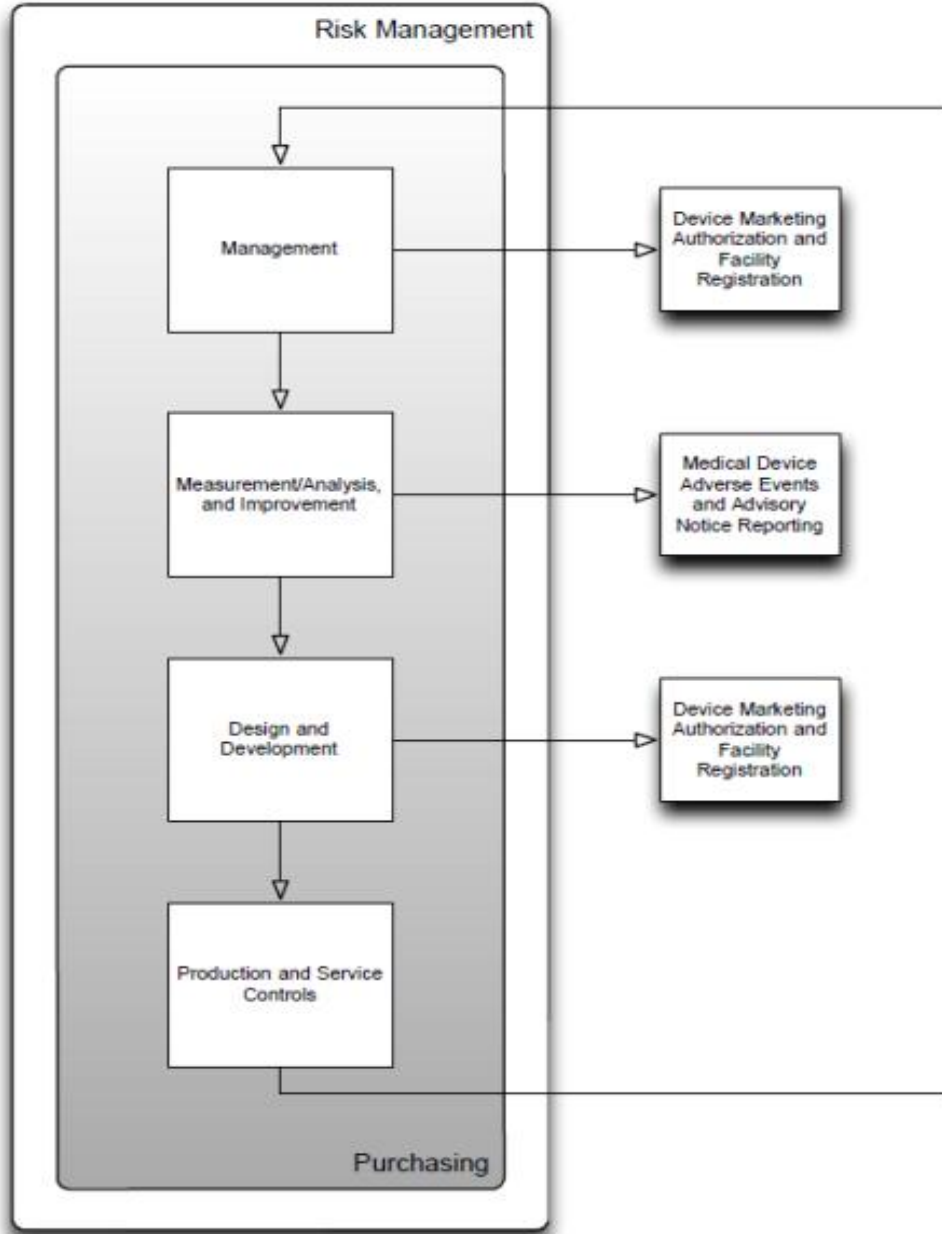 Risk Management
Management
Device Marketing
Authorization and
Facility
Registration
Measurement/Analysis,
and Improvement
Medical Device
Adverse Events
and Advisory
Notice Reporting
Design and
Development
Device Marketing
Authorization and
Facility
Registration
Production and Service
Controls
Purchasing